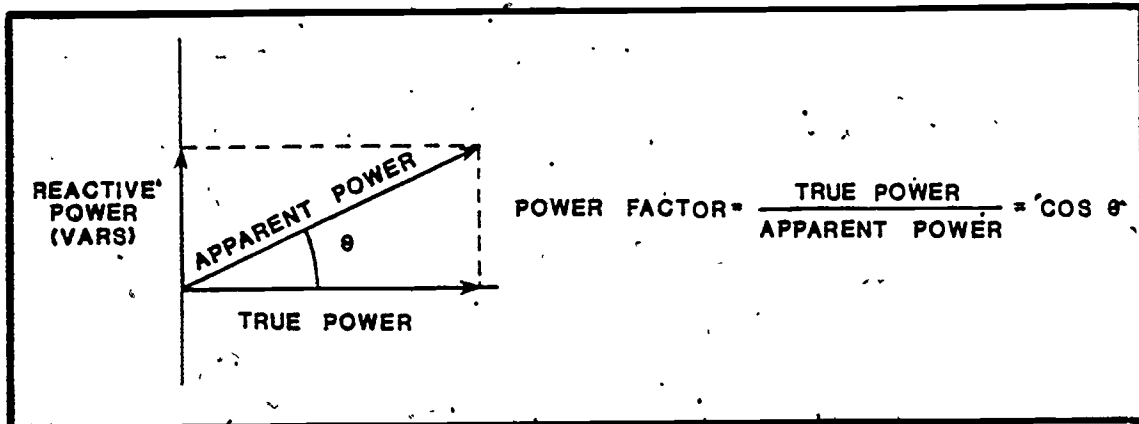 REACTIVE
POWER
(VARS)
APPARENT POWER
θ
TRUE POWER
POWER FACTOR = TRUE POWER / APPARENT POWER = COS θ